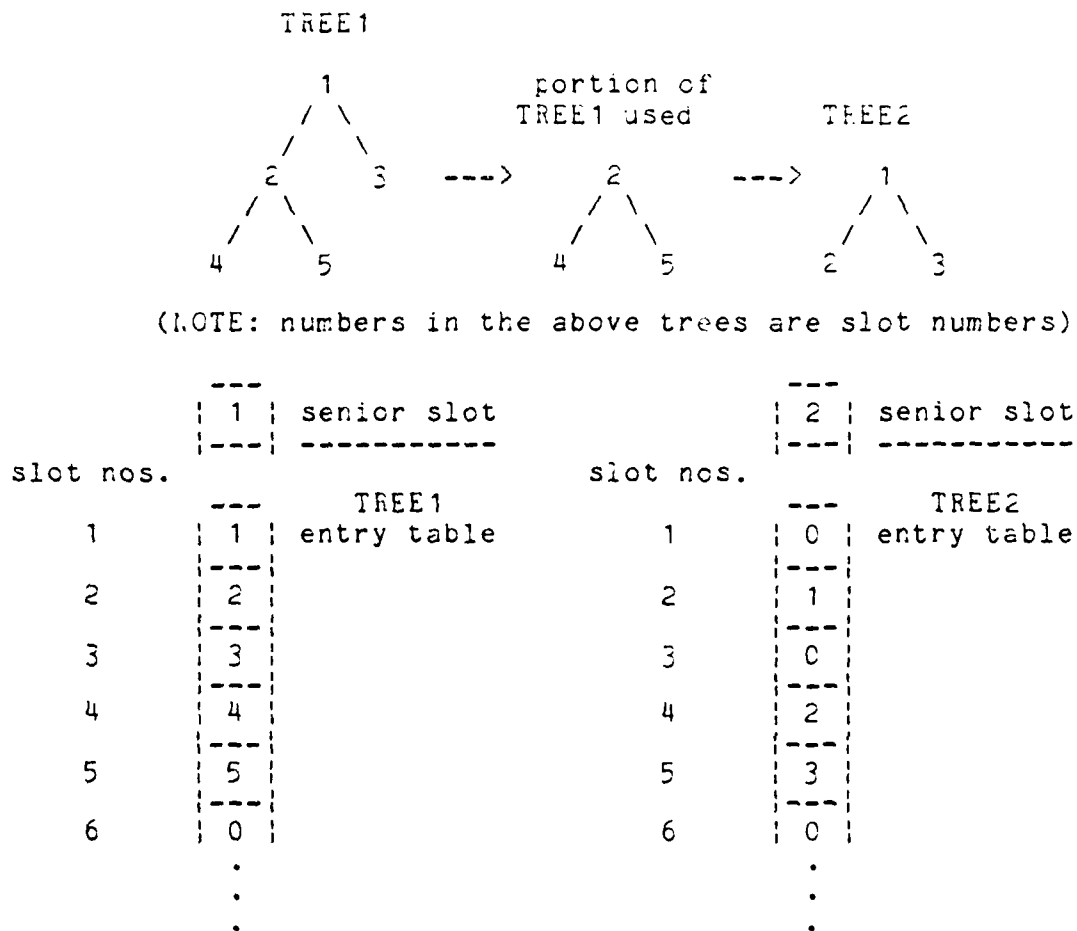 TREE1
1 portion of
/ \ TREE1 used TREE2
/ \
2 3 ---> 2 ---> 1
/ \ / \ / \
/ \ / \ / \
4 5 4 5 2 3
(NOTE: numbers in the above trees are slot numbers)
--- ---
| 1 | senior slot | 2 | senior slot
|---| ----------- |---| -----------
slot nos. slot nos.
--- TREE1 --- TREE2
1 | 1 | entry table 1 | 0 | entry table
|---| |---|
2 | 2 | 2 | 1 |
|---| |---|
3 | 3 | 3 | 0 |
|---| |---|
4 | 4 | 4 | 2 |
|---| |---|
5 | 5 | 5 | 3 |
|---| |---|
6 | 0 | 6 | 0 |
. .
. .
. .